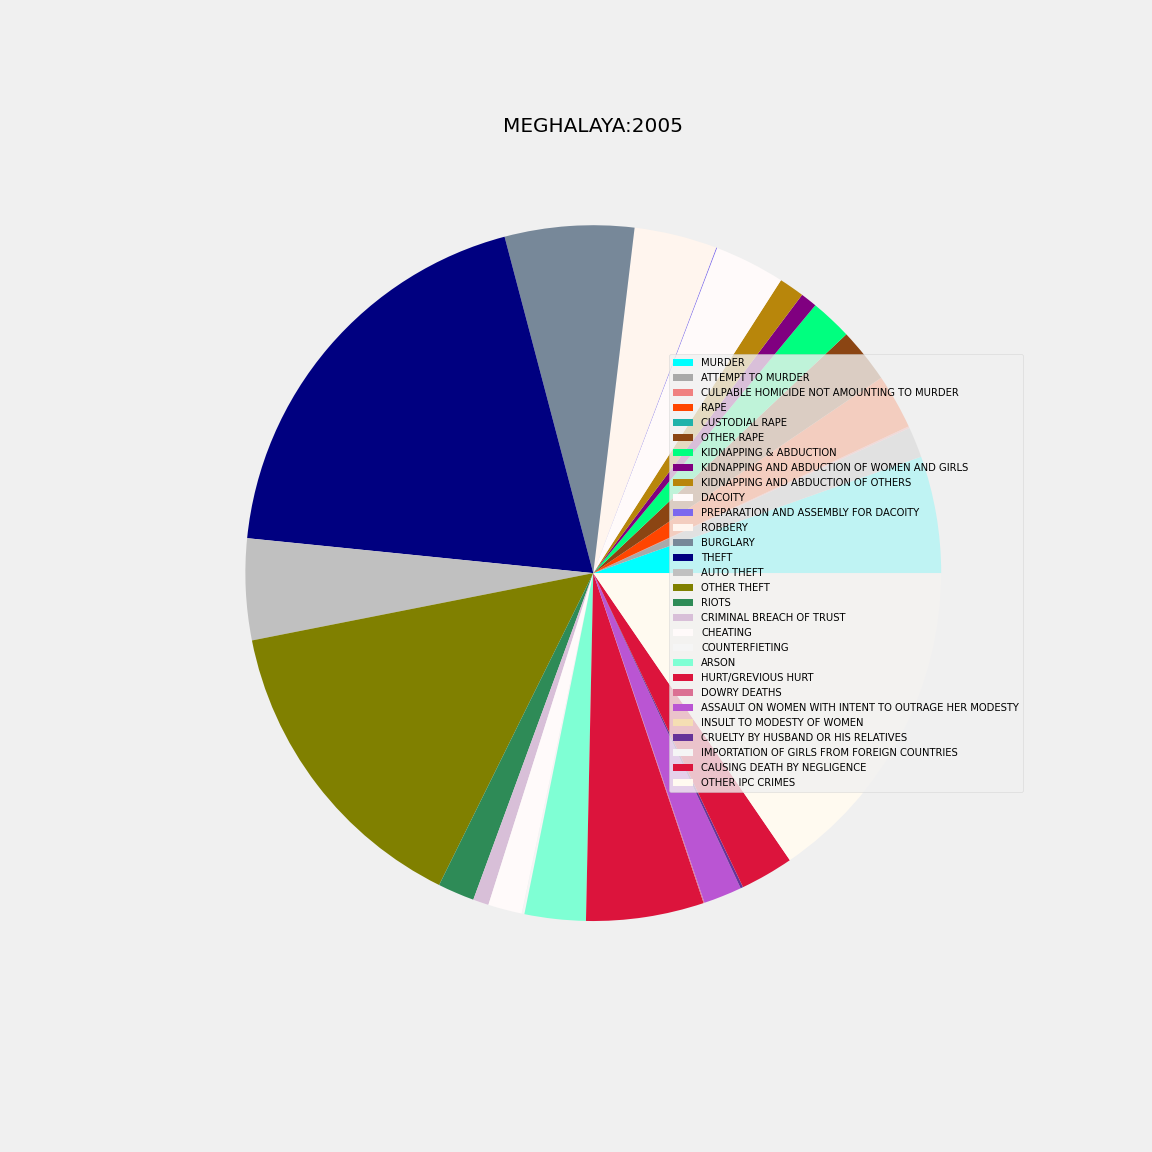 MEGHALAYA:2005
MURDER
ATTEMPT TO MURDER
CULPABLE HOMICIDE NOT AMOUNTING TO MURDER
RAPE
CUSTODIAL RAPE
OTHER RAPE
KIDNAPPING & ABDUCTION
KIDNAPPING AND ABDUCTION OF WOMEN AND GIRLS
KIDNAPPING AND ABDUCTION OF OTHERS
DACOITY
PREPARATION AND ASSEMBLY FOR DACOITY
ROBBERY
BURGLARY
THEFT
AUTO THEFT
OTHER THEFT
RIOTS
CRIMINAL BREACH OF TRUST
CHEATING
COUNTERFIETING
ARSON
HURT/GREVIOUS HURT
DOWRY DEATHS
ASSAULT ON WOMEN WITH INTENT TO OUTRAGE HER MODESTY
INSULT TO MODESTY OF WOMEN
CRUELTY BY HUSBAND OR HIS RELATIVES
IMPORTATION OF GIRLS FROM FOREIGN COUNTRIES
CAUSING DEATH BY NEGLIGENCE
OTHER IPC CRIMES